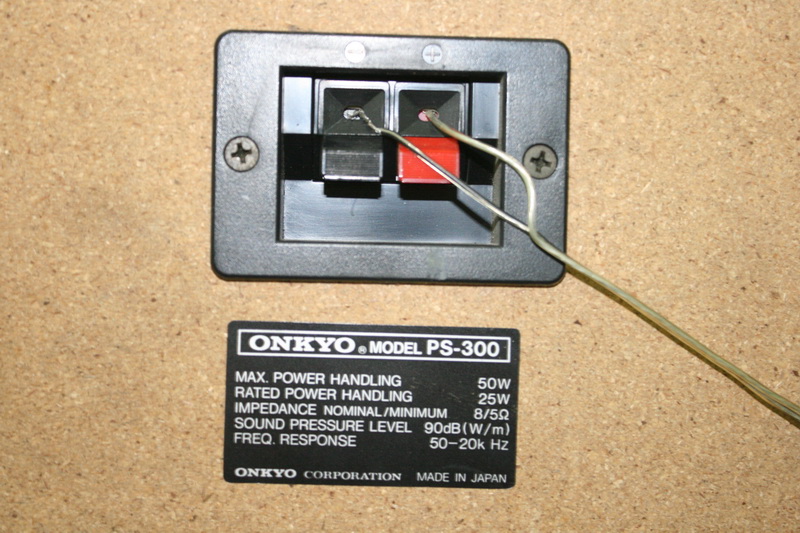 ONKYO® MODEL PS-300
MAX. POWER HANDLING 50W
RATED POWER HANDLING 25W
IMPEDANCE NOMINAL/MINIMUM 8/5Ω
SOUND PRESSURE LEVEL 90dB(W/m)
FREQ. RESPONSE 50-20k Hz
ONKYO CORPORATION MADE IN JAPAN